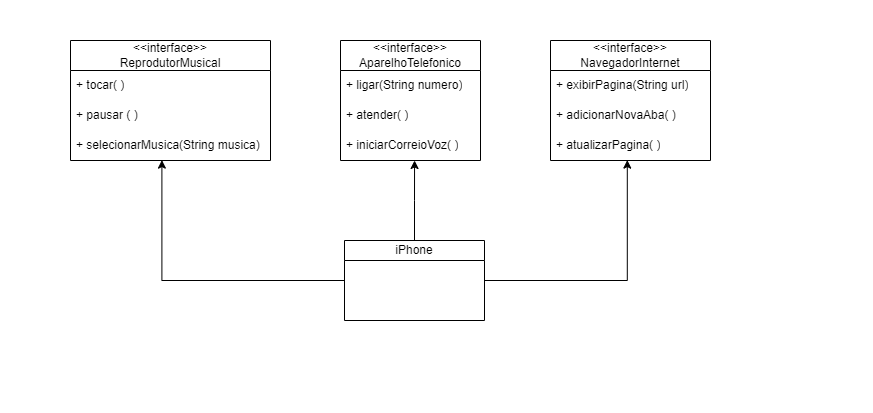 <<interface>>
ReprodutorMusical
+ tocar( )
+ pausar ( )
+ selecionarMusica(String musica)
<<interface>>
AparelhoTelefonico
+ ligar(String numero)
+ atender( )
+ iniciarCorreioVoz( )
<<interface>>
NavegadorInternet
+ exibirPagina(String url)
+ adicionarNovaAba( )
+ atualizarPagina( )
iPhone